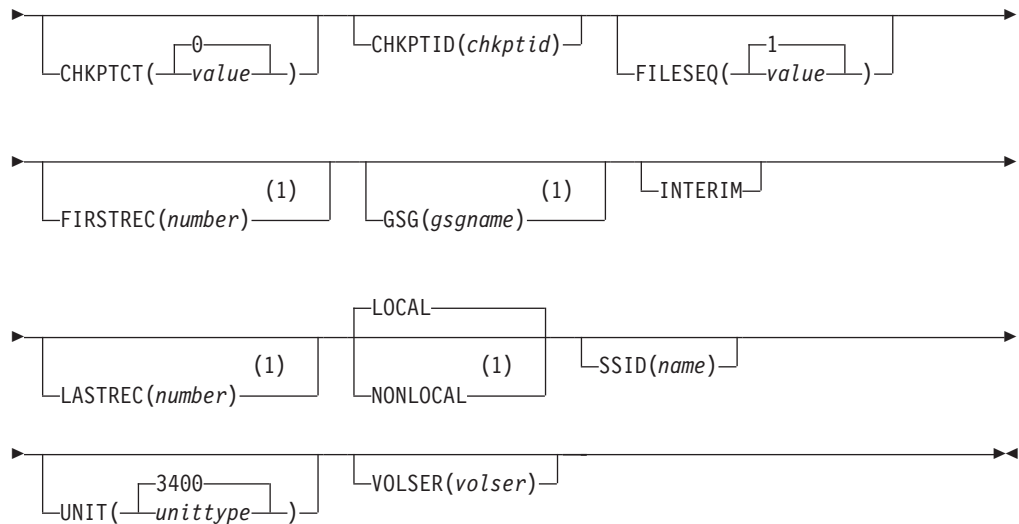 0
CHKPTCT( value )
CHKPTID(chkptid)
1
FILESEQ( value )
(1)
FIRSTREC(number)
(1)
GSG(gsgname)
INTERIM
(1)
LASTREC(number)
LOCAL
(1)
NONLOCAL
SSID(name)
3400
UNIT( unittype )
VOLSER(volser)